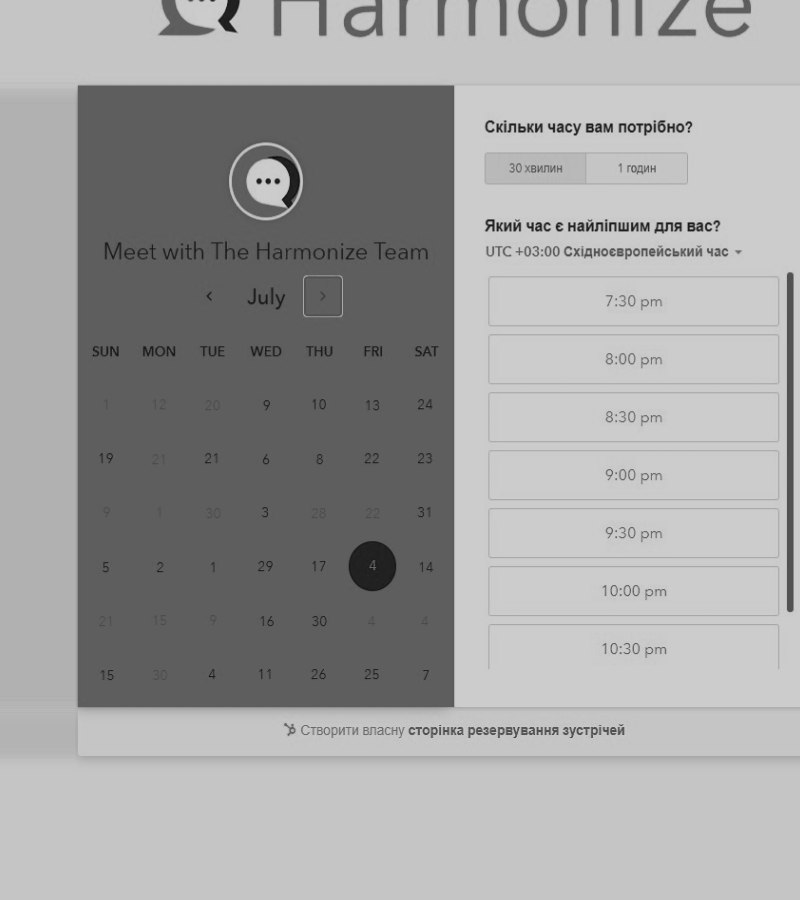 Harmonize
Meet with The Harmonize Team
July
SUN MON TUE WED THU FRI SAT
1 12 20 9 10 13 24
19 21 21 6 8 22 23
9 1 30 3 28 22 31
5 2 1 29 17 4 14
21 15 9 16 30 4 4
15 30 4 11 26 25 7
Скільки часу вам потрібно?
30 хвилин 1 годин
Який час є найліпшим для вас?
UTC +03:00 Східноєвропейський час
7:30 pm
8:00 pm
8:30 pm
9:00 pm
9:30 pm
10:00 pm
10:30 pm
Створити власну сторінка резервування зустрічей